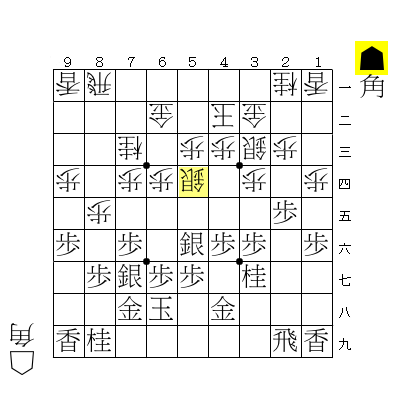 9 8 7 6 5 4 3 2 1
角
香 飛 桂 香 一
金 王 金 二
桂 歩 歩 銀 歩 三
歩 歩 歩 銀 歩 歩 四
歩 歩 五
歩 歩 銀 歩 歩 歩 六
歩 銀 歩 歩 桂 七
金 玉 金 八
香 桂 飛 香 九
角